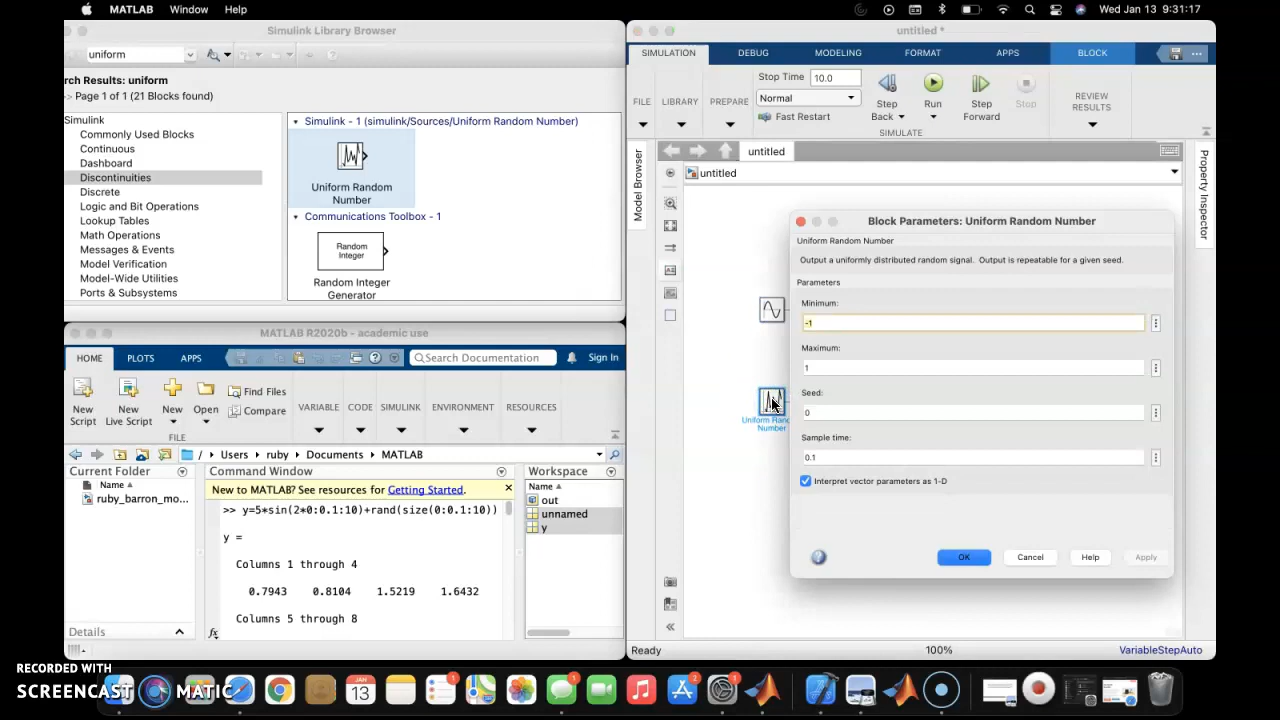 MATLAB Window Help Wed Jan 13 9:31:17
Simulink Library Browser
uniform
rch Results: uniform
Page 1 of 1 (21 Blocks found)
Simulink
Commonly Used Blocks
Continuous
Dashboard
Discontinuities
Discrete
Logic and Bit Operations
Lookup Tables
Math Operations
Messages & Events
Model Verification
Model-Wide Utilities
Ports & Subsystems
Simulink - 1 (simulink/Sources/Uniform Random Number)
Uniform Random
Number
Communications Toolbox - 1
Random
Integer
Random Integer
Generator
untitled *
SIMULATION DEBUG MODELING FORMAT APPS BLOCK
FILE LIBRARY PREPARE
Stop Time 10.0
Normal
Fast Restart
Step
Back
Run
Step
Forward
Stop
SIMULATE
REVIEW
RESULTS
untitled
untitled
Model Browser
Property Inspector
Uniform Rand
Number
Block Parameters: Uniform Random Number
Uniform Random Number
Output a uniformly distributed random signal. Output is repeatable for a given seed.
Parameters
Minimum:
-1
Maximum:
1
Seed:
0
Sample time:
0.1
Interpret vector parameters as 1-D
OK Cancel Help Apply
Ready 100% VariableStepAuto
MATLAB R2020b - academic use
HOME PLOTS APPS Search Documentation Sign In
New
Script
New
Live Script
New
Open
Find Files
Compare
FILE
VARIABLE CODE SIMULINK ENVIRONMENT RESOURCES
/ Users ruby Documents MATLAB
Current Folder
Name
ruby_barron_mo...
Details
Command Window
New to MATLAB? See resources for Getting Started.
>> y=5*sin(2*0:0.1:10)+rand(size(0:0.1:10))
y =
Columns 1 through 4
0.7943 0.8104 1.5219 1.6432
Columns 5 through 8
fx
Workspace
Name
out
unnamed
y
RECORDED WITH
SCREENCAST MATIC
JAN
13
1
1
2
1